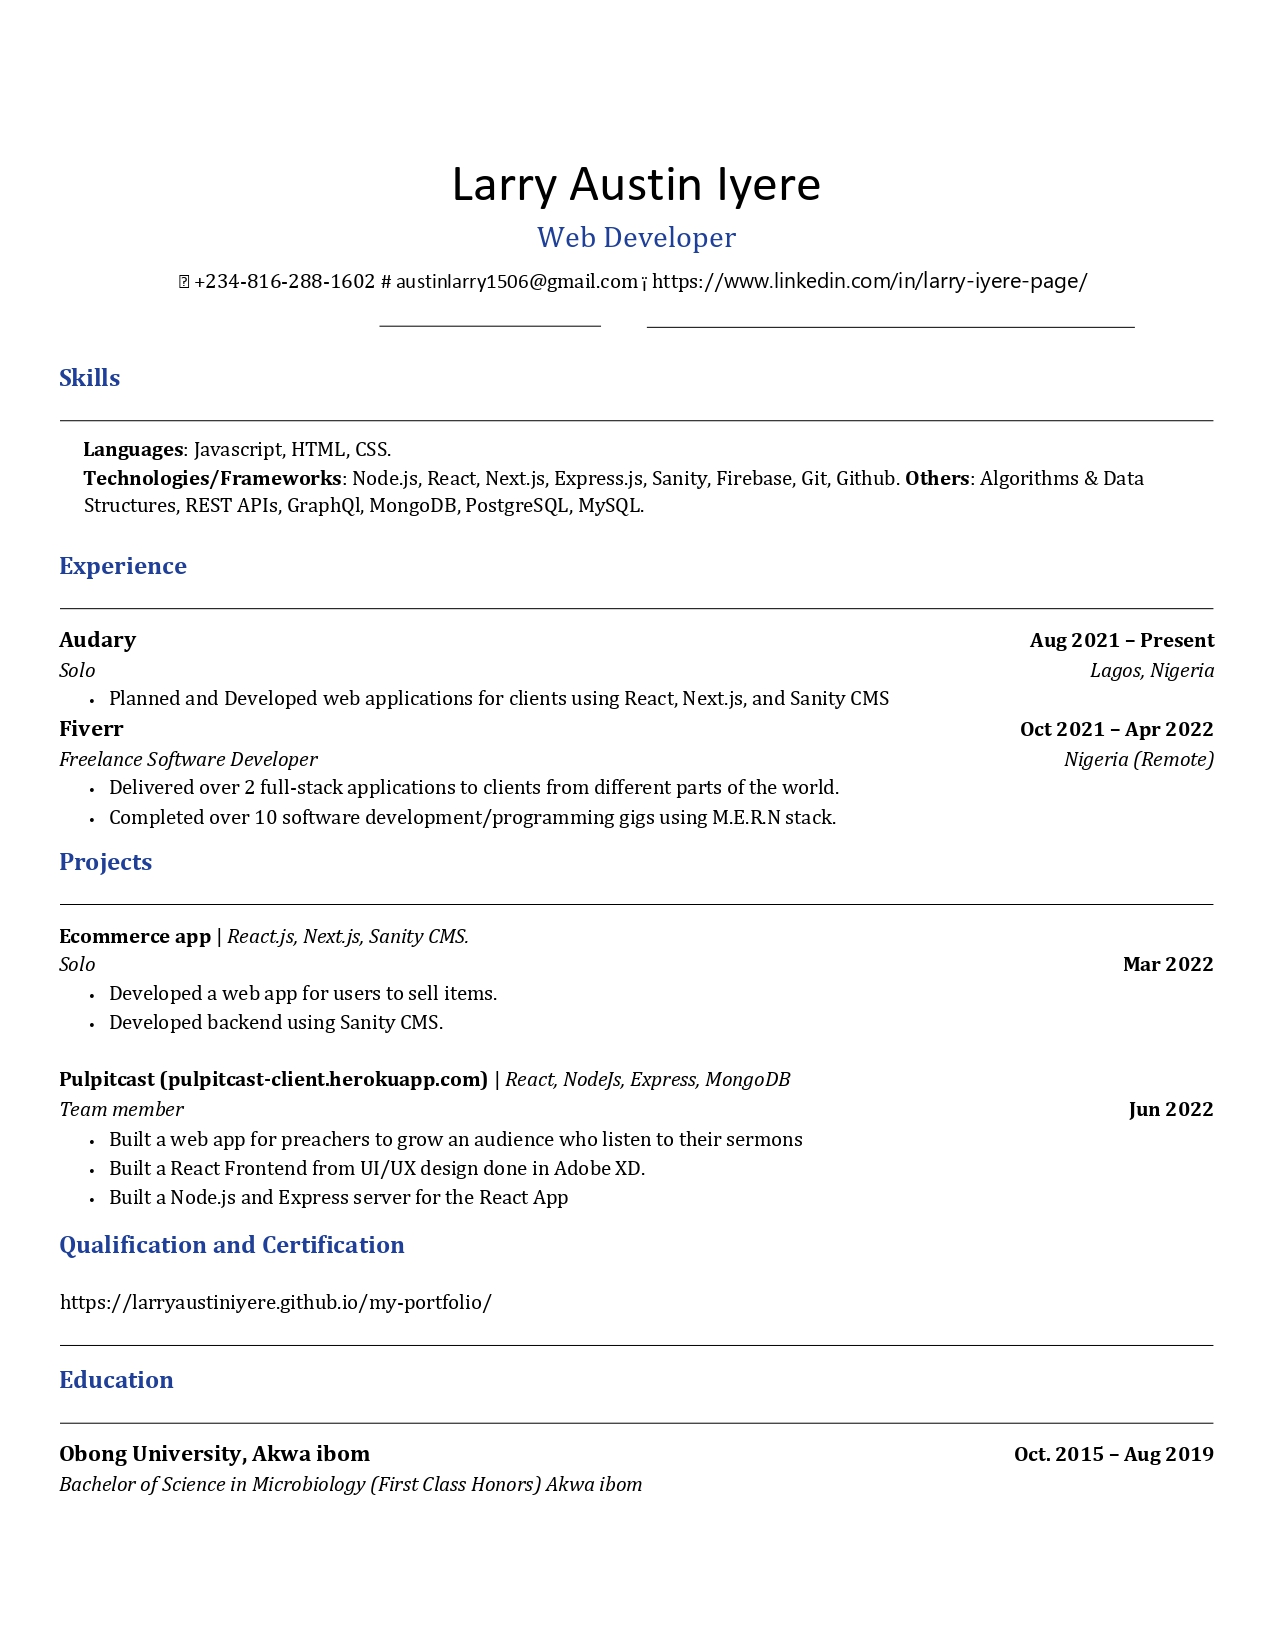 Larry Austin Iyere
Web Developer
+234-816-288-1602 # austinlarry1506@gmail.com ï https://www.linkedin.com/in/larry-iyere-page/
Skills
Languages: Javascript, HTML, CSS.
Technologies/Frameworks: Node.js, React, Next.js, Express.js, Sanity, Firebase, Git, Github. Others: Algorithms & Data
Structures, REST APIs, GraphQl, MongoDB, PostgreSQL, MySQL.
Experience
Audary Aug 2021 – Present
Solo Lagos, Nigeria
• Planned and Developed web applications for clients using React, Next.js, and Sanity CMS
Fiverr Oct 2021 – Apr 2022
Freelance Software Developer Nigeria (Remote)
• Delivered over 2 full-stack applications to clients from different parts of the world.
• Completed over 10 software development/programming gigs using M.E.R.N stack.
Projects
Ecommerce app | React.js, Next.js, Sanity CMS.
Solo Mar 2022
• Developed a web app for users to sell items.
• Developed backend using Sanity CMS.
Pulpitcast (pulpitcast-client.herokuapp.com) | React, NodeJs, Express, MongoDB
Team member Jun 2022
• Built a web app for preachers to grow an audience who listen to their sermons
• Built a React Frontend from UI/UX design done in Adobe XD.
• Built a Node.js and Express server for the React App
Qualification and Certification
https://larryaustiniyere.github.io/my-portfolio/
Education
Obong University, Akwa ibom Oct. 2015 – Aug 2019
Bachelor of Science in Microbiology (First Class Honors) Akwa ibom